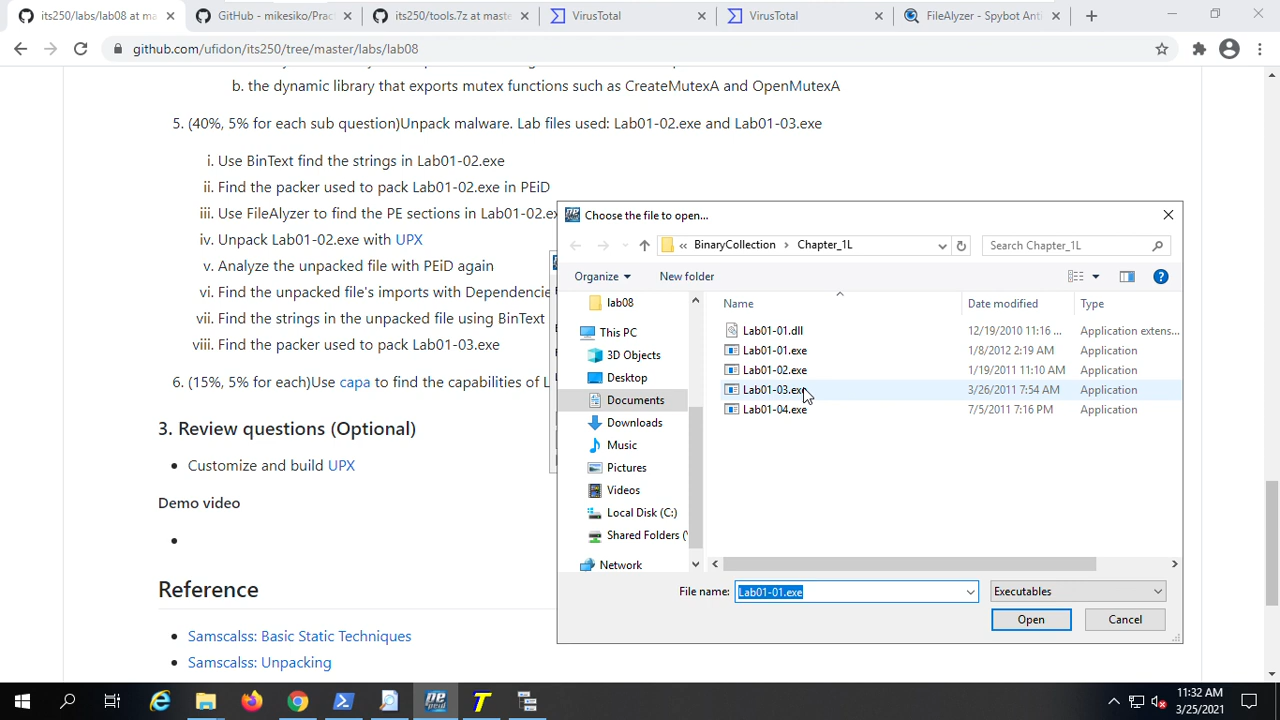 its250/labs/lab08 at ma
GitHub - mikesiko/Prac
its250/tools.7z at maste
VirusTotal
VirusTotal
FileAlyzer - Spybot Anti
github.com/ufidon/its250/tree/master/labs/lab08
b. the dynamic library that exports mutex functions such as CreateMutexA and OpenMutexA
5. (40%, 5% for each sub question)Unpack malware. Lab files used: Lab01-02.exe and Lab01-03.exe
i. Use BinText find the strings in Lab01-02.exe
ii. Find the packer used to pack Lab01-02.exe in PEiD
iii. Use FileAlyzer to find the PE sections in Lab01-02.ex
iv. Unpack Lab01-02.exe with UPX
v. Analyze the unpacked file with PEiD again
vi. Find the unpacked file's imports with Dependencie
vii. Find the strings in the unpacked file using BinText
viii. Find the packer used to pack Lab01-03.exe
6. (15%, 5% for each)Use capa to find the capabilities of L
3. Review questions (Optional)
• Customize and build UPX
Demo video
•
Reference
• Samscalss: Basic Static Techniques
• Samscalss: Unpacking
Choose the file to open...
« BinaryCollection › Chapter_1L
Search Chapter_1L
Organize
New folder
lab08
This PC
3D Objects
Desktop
Documents
Downloads
Music
Pictures
Videos
Local Disk (C:)
Shared Folders (
Network
Name Date modified Type
Lab01-01.dll 12/19/2010 11:16 ... Application extens...
Lab01-01.exe 1/8/2012 2:19 AM Application
Lab01-02.exe 1/19/2011 11:10 AM Application
Lab01-03.exe 3/26/2011 7:54 AM Application
Lab01-04.exe 7/5/2011 7:16 PM Application
File name: Lab01-01.exe
Executables
Open
Cancel
11:32 AM
3/25/2021